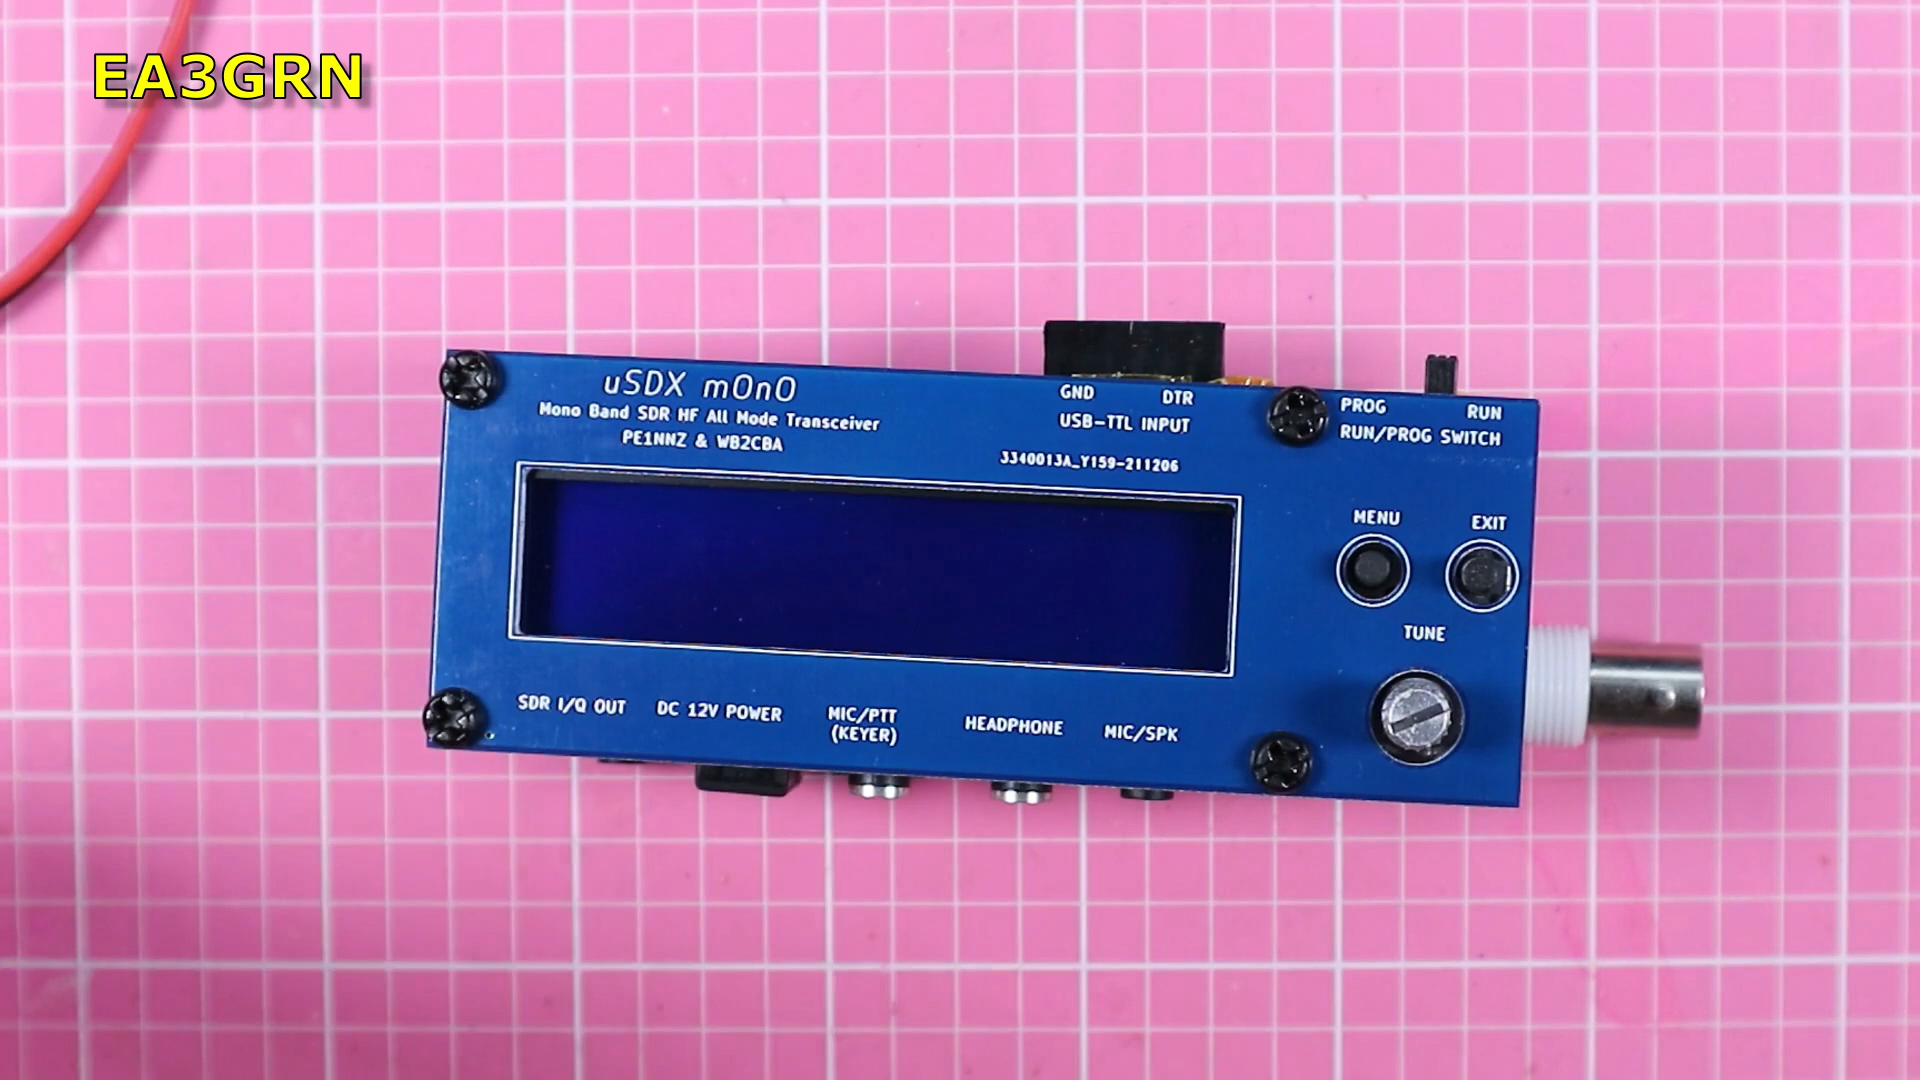 EA3GRN
uSDX mOnO
Mono Band SDR HF All Mode Transceiver
PE1NNZ & WB2CBA
GND DTR
USB-TTL INPUT
3340013A_Y159-211206
PROG RUN
RUN/PROG SWITCH
MENU EXIT
TUNE
SDR I/Q OUT
DC 12V POWER
MIC/PTT
(KEYER)
HEADPHONE
MIC/SPK